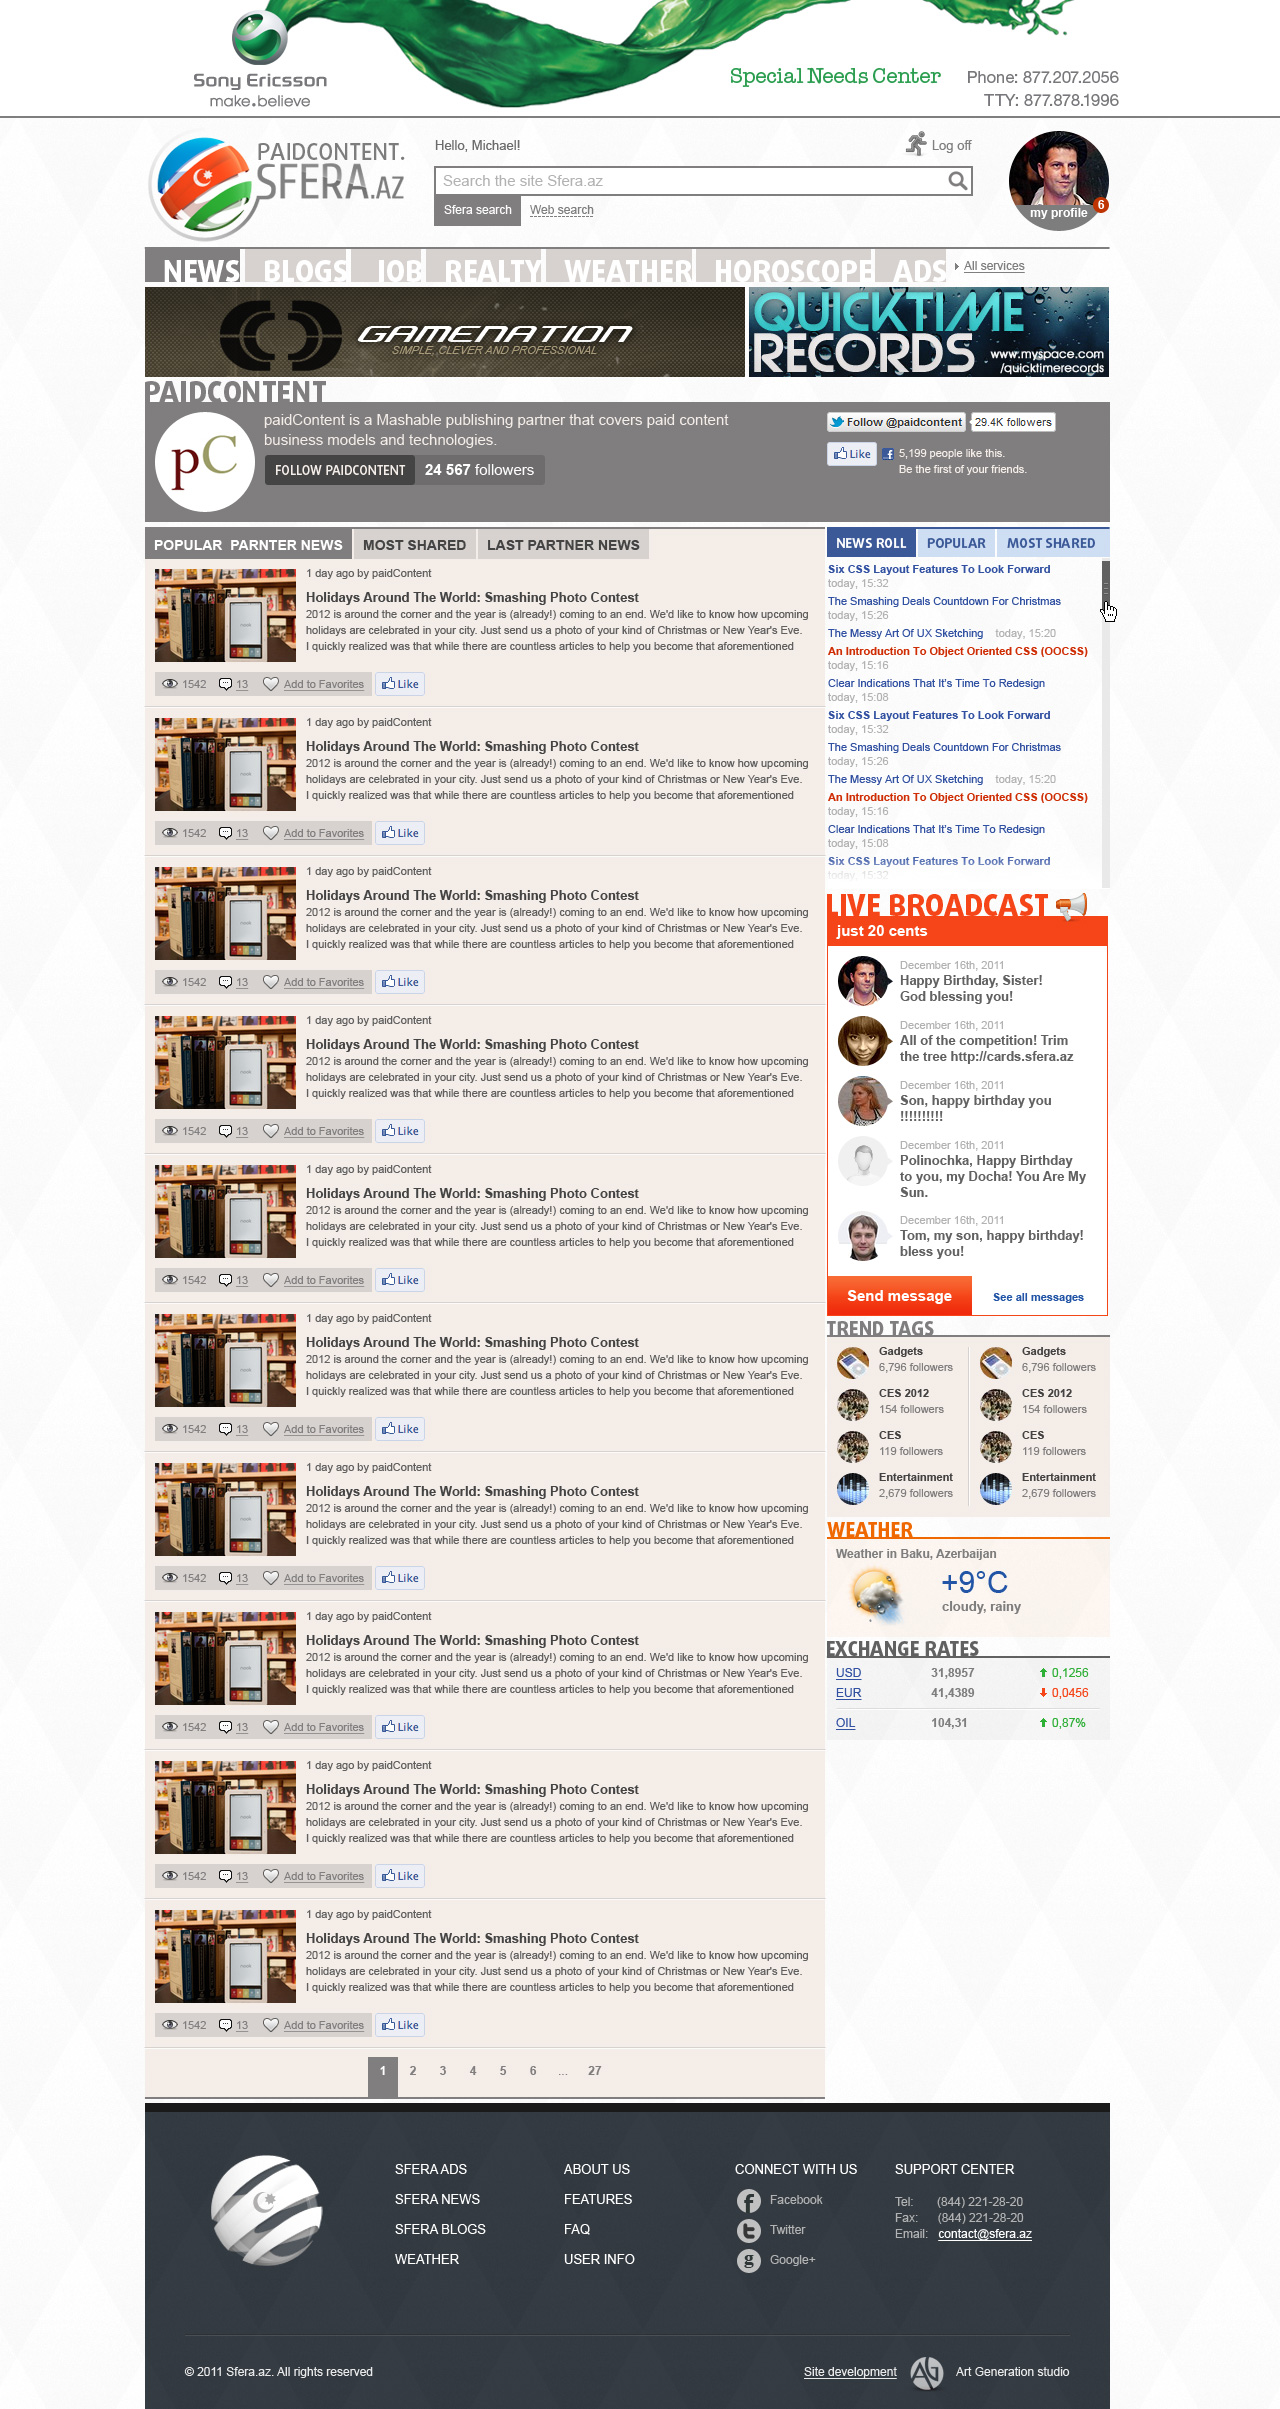 Sony Ericsson
make.believe
Special Needs Center
Phone: 877.207.2056
TTY: 877.878.1996
PAIDCONTENT.
SFERA.AZ
Hello, Michael!
Log off
Search the site Sfera.az
Sfera search
Web search
my profile
6
NEWS
BLOGS
JOB
REALTY
WEATHER
HOROSCOPE
ADS
All services
GAMENATION
SIMPLE, CLEVER AND PROFESSIONAL
QUICKTIME
RECORDS
www.myspace.com
/quicktimerecords
PAIDCONTENT
pC
paidContent is a Mashable publishing partner that covers paid content
business models and technologies.
FOLLOW PAIDCONTENT
24 567 followers
Follow @paidcontent
29.4K followers
Like
5,199 people like this.
Be the first of your friends.
POPULAR PARNTER NEWS
MOST SHARED
LAST PARTNER NEWS
1 day ago by paidContent
Holidays Around The World: Smashing Photo Contest
2012 is around the corner and the year is (already!) coming to an end. We'd like to know how upcoming
holidays are celebrated in your city. Just send us a photo of your kind of Christmas or New Year's Eve.
I quickly realized was that while there are countless articles to help you become that aforementioned
1542 13 Add to Favorites Like
1 day ago by paidContent
Holidays Around The World: Smashing Photo Contest
2012 is around the corner and the year is (already!) coming to an end. We'd like to know how upcoming
holidays are celebrated in your city. Just send us a photo of your kind of Christmas or New Year's Eve.
I quickly realized was that while there are countless articles to help you become that aforementioned
1542 13 Add to Favorites Like
1 day ago by paidContent
Holidays Around The World: Smashing Photo Contest
2012 is around the corner and the year is (already!) coming to an end. We'd like to know how upcoming
holidays are celebrated in your city. Just send us a photo of your kind of Christmas or New Year's Eve.
I quickly realized was that while there are countless articles to help you become that aforementioned
1542 13 Add to Favorites Like
1 day ago by paidContent
Holidays Around The World: Smashing Photo Contest
2012 is around the corner and the year is (already!) coming to an end. We'd like to know how upcoming
holidays are celebrated in your city. Just send us a photo of your kind of Christmas or New Year's Eve.
I quickly realized was that while there are countless articles to help you become that aforementioned
1542 13 Add to Favorites Like
1 day ago by paidContent
Holidays Around The World: Smashing Photo Contest
2012 is around the corner and the year is (already!) coming to an end. We'd like to know how upcoming
holidays are celebrated in your city. Just send us a photo of your kind of Christmas or New Year's Eve.
I quickly realized was that while there are countless articles to help you become that aforementioned
1542 13 Add to Favorites Like
1 day ago by paidContent
Holidays Around The World: Smashing Photo Contest
2012 is around the corner and the year is (already!) coming to an end. We'd like to know how upcoming
holidays are celebrated in your city. Just send us a photo of your kind of Christmas or New Year's Eve.
I quickly realized was that while there are countless articles to help you become that aforementioned
1542 13 Add to Favorites Like
1 day ago by paidContent
Holidays Around The World: Smashing Photo Contest
2012 is around the corner and the year is (already!) coming to an end. We'd like to know how upcoming
holidays are celebrated in your city. Just send us a photo of your kind of Christmas or New Year's Eve.
I quickly realized was that while there are countless articles to help you become that aforementioned
1542 13 Add to Favorites Like
1 day ago by paidContent
Holidays Around The World: Smashing Photo Contest
2012 is around the corner and the year is (already!) coming to an end. We'd like to know how upcoming
holidays are celebrated in your city. Just send us a photo of your kind of Christmas or New Year's Eve.
I quickly realized was that while there are countless articles to help you become that aforementioned
1542 13 Add to Favorites Like
1 day ago by paidContent
Holidays Around The World: Smashing Photo Contest
2012 is around the corner and the year is (already!) coming to an end. We'd like to know how upcoming
holidays are celebrated in your city. Just send us a photo of your kind of Christmas or New Year's Eve.
I quickly realized was that while there are countless articles to help you become that aforementioned
1542 13 Add to Favorites Like
1 day ago by paidContent
Holidays Around The World: Smashing Photo Contest
2012 is around the corner and the year is (already!) coming to an end. We'd like to know how upcoming
holidays are celebrated in your city. Just send us a photo of your kind of Christmas or New Year's Eve.
I quickly realized was that while there are countless articles to help you become that aforementioned
1542 13 Add to Favorites Like
1 2 3 4 5 6 ... 27
NEWS ROLL
POPULAR
MOST SHARED
Six CSS Layout Features To Look Forward
today, 15:32
The Smashing Deals Countdown For Christmas
today, 15:26
The Messy Art Of UX Sketching today, 15:20
An Introduction To Object Oriented CSS (OOCSS)
today, 15:16
Clear Indications That It's Time To Redesign
today, 15:08
Six CSS Layout Features To Look Forward
today, 15:32
The Smashing Deals Countdown For Christmas
today, 15:26
The Messy Art Of UX Sketching today, 15:20
An Introduction To Object Oriented CSS (OOCSS)
today, 15:16
Clear Indications That It's Time To Redesign
today, 15:08
Six CSS Layout Features To Look Forward
today, 15:32
LIVE BROADCAST
just 20 cents
December 16th, 2011
Happy Birthday, Sister!
God blessing you!
December 16th, 2011
All of the competition! Trim
the tree http://cards.sfera.az
December 16th, 2011
Son, happy birthday you
!!!!!!!!!!
December 16th, 2011
Polinochka, Happy Birthday
to you, my Docha! You Are My
Sun.
December 16th, 2011
Tom, my son, happy birthday!
bless you!
Send message
See all messages
TREND TAGS
Gadgets
6,796 followers
CES 2012
154 followers
CES
119 followers
Entertainment
2,679 followers
Gadgets
6,796 followers
CES 2012
154 followers
CES
119 followers
Entertainment
2,679 followers
WEATHER
Weather in Baku, Azerbaijan
+9°C
cloudy, rainy
EXCHANGE RATES
USD 31,8957 0,1256
EUR 41,4389 0,0456
OIL 104,31 0,87%
SFERA ADS
SFERA NEWS
SFERA BLOGS
WEATHER
ABOUT US
FEATURES
FAQ
USER INFO
CONNECT WITH US
Facebook
Twitter
Google+
SUPPORT CENTER
Tel: (844) 221-28-20
Fax: (844) 221-28-20
Email: contact@sfera.az
© 2011 Sfera.az. All rights reserved
Site development
Art Generation studio